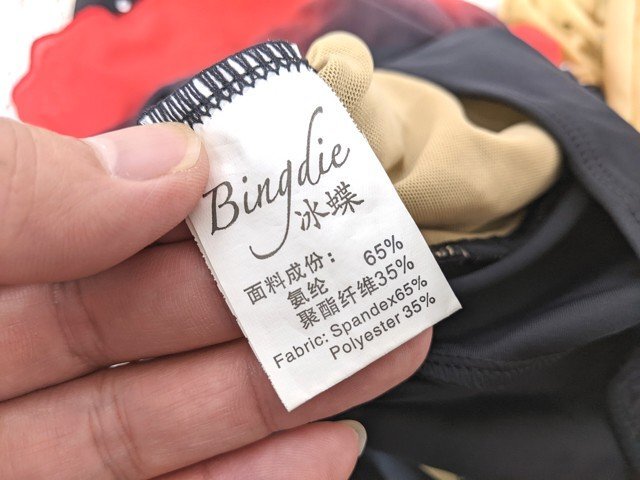 Bingdie
冰蝶
面料成份：
氨纶 65%
聚酯纤维35%
Fabric: Spandex65%
Polyester 35%